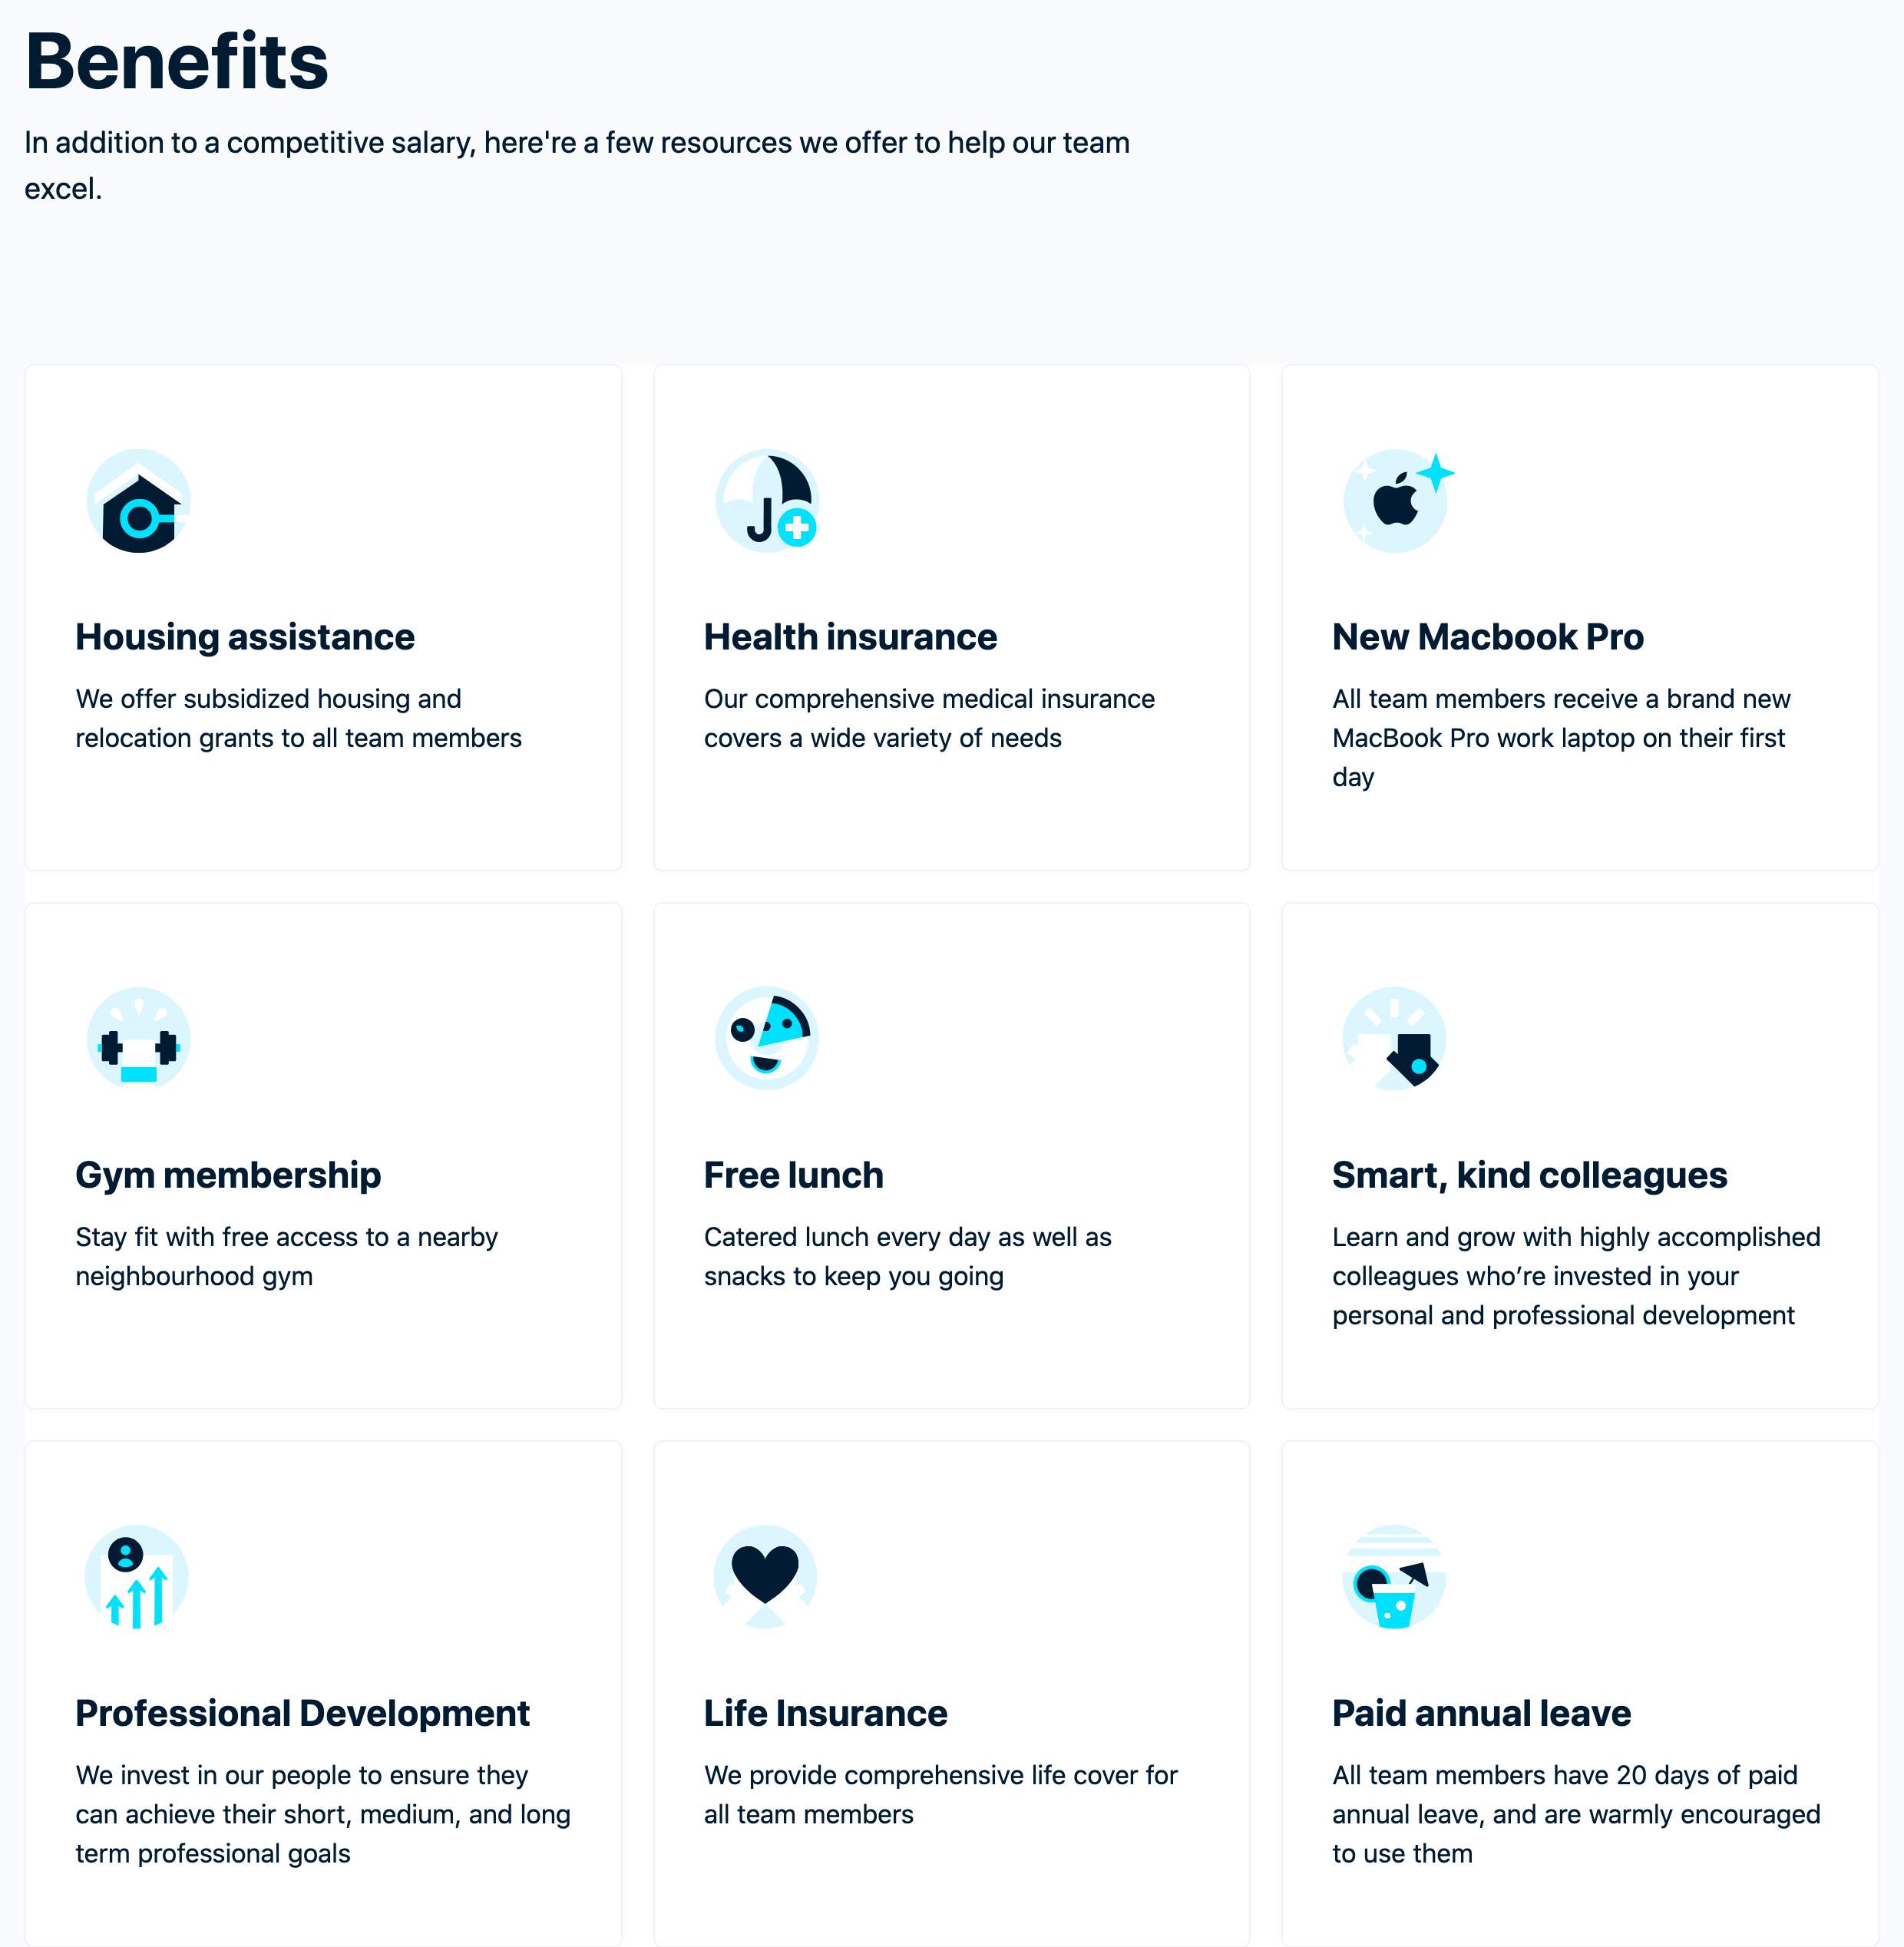 Benefits
In addition to a competitive salary, here're a few resources we offer to help our team
excel.
Housing assistance
We offer subsidized housing and
relocation grants to all team members
Health insurance
Our comprehensive medical insurance
covers a wide variety of needs
New Macbook Pro
All team members receive a brand new
MacBook Pro work laptop on their first
day
Gym membership
Stay fit with free access to a nearby
neighbourhood gym
Free lunch
Catered lunch every day as well as
snacks to keep you going
Smart, kind colleagues
Learn and grow with highly accomplished
colleagues who’re invested in your
personal and professional development
Professional Development
We invest in our people to ensure they
can achieve their short, medium, and long
term professional goals
Life Insurance
We provide comprehensive life cover for
all team members
Paid annual leave
All team members have 20 days of paid
annual leave, and are warmly encouraged
to use them